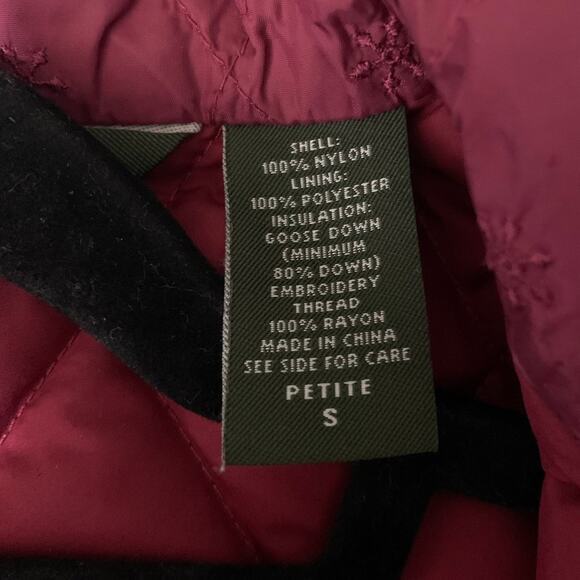 SHELL:
100% NYLON
LINING:
100% POLYESTER
INSULATION:
GOOSE DOWN
(MINIMUM
80% DOWN)
EMBROIDERY
THREAD
100% RAYON
MADE IN CHINA
SEE SIDE FOR CARE
PETITE
S